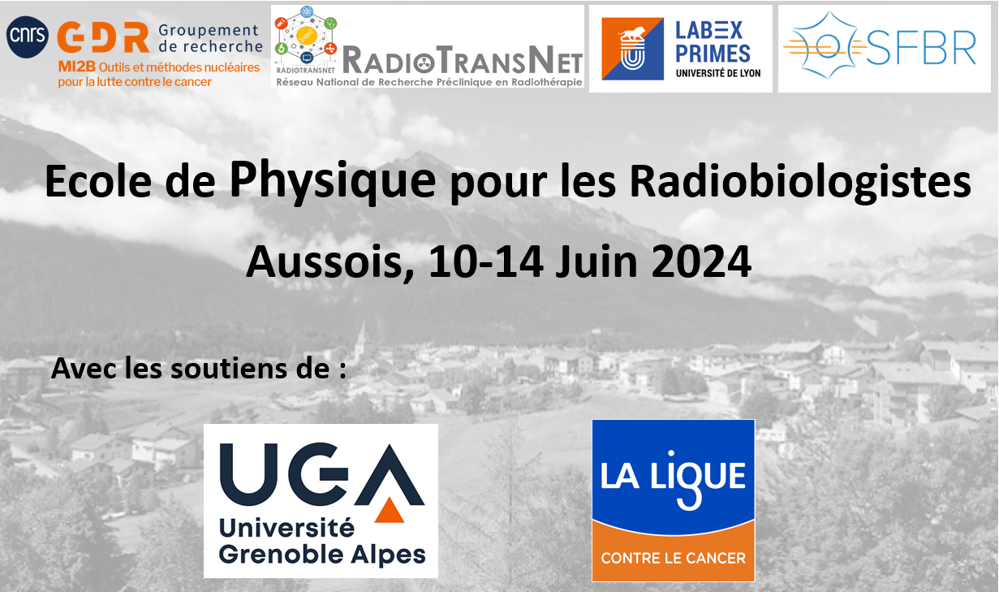 cnrs
GDR
Groupement
de recherche
MI2B Outils et méthodes nucléaires
pour la lutte contre le cancer
RADIOTRANSNET
RADIOTRANSNET
Réseau National de Recherche Préclinique en Radiothérapie
LABEX
PRIMES
UNIVERSITÉ DE LYON
SFBR
Ecole de Physique pour les Radiobiologistes
Aussois, 10-14 Juin 2024
Avec les soutiens de :
UGA
Université
Grenoble Alpes
LA LIGUE
CONTRE LE CANCER